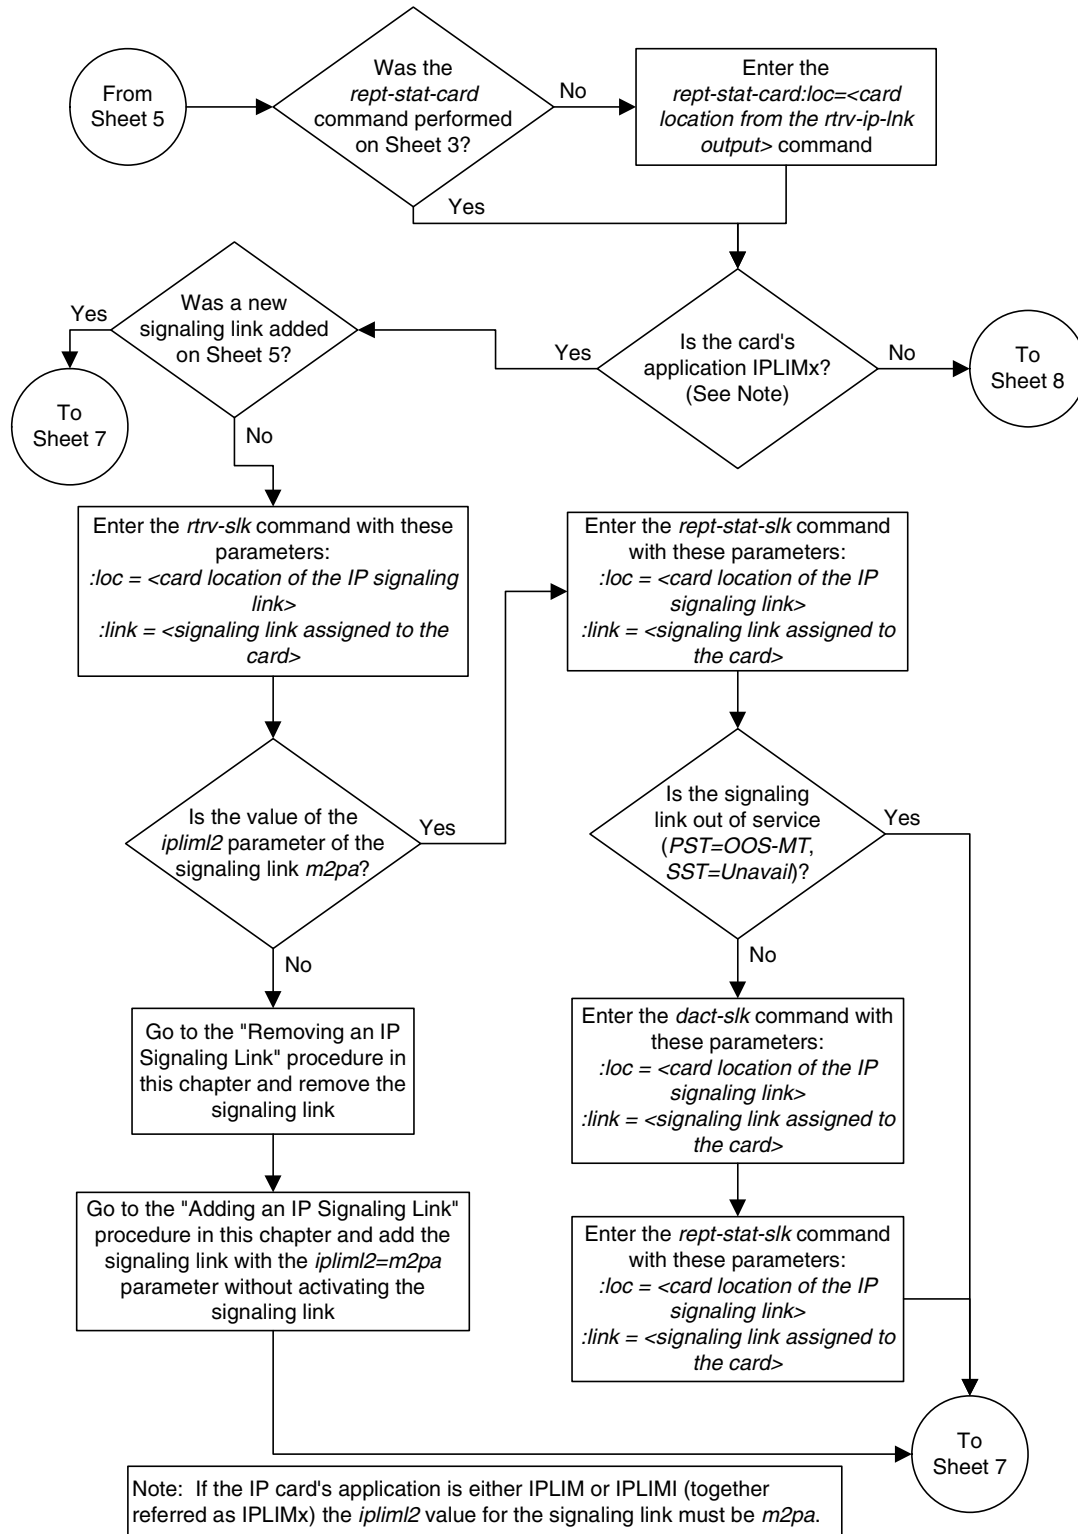 From
Sheet 5
Was the
rept-stat-card
command performed
on Sheet 3?
No
Enter the
rept-stat-card:loc=<card
location from the rtrv-ip-lnk
output> command
Yes
Was a new
signaling link added
on Sheet 5?
Yes
To
Sheet 7
No
Is the card's
application IPLIMx?
(See Note)
Yes
No
To
Sheet 8
Enter the rtrv-slk command with these
parameters:
:loc = <card location of the IP signaling
link>
:link = <signaling link assigned to the
card>
Enter the rept-stat-slk command
with these parameters:
:loc = <card location of the IP
signaling link>
:link = <signaling link assigned to
the card>
Is the value of the
ipliml2 parameter of the
signaling link m2pa?
Yes
No
Is the signaling
link out of service
(PST=OOS-MT,
SST=Unavail)?
Yes
No
Go to the "Removing an IP
Signaling Link" procedure in
this chapter and remove the
signaling link
Enter the dact-slk command with
these parameters:
:loc = <card location of the IP
signaling link>
:link = <signaling link assigned to
the card>
Go to the "Adding an IP Signaling Link"
procedure in this chapter and add the
signaling link with the ipliml2=m2pa
parameter without activating the
signaling link
Enter the rept-stat-slk command
with these parameters:
:loc = <card location of the IP
signaling link>
:link = <signaling link assigned to
the card>
To
Sheet 7
Note:  If the IP card's application is either IPLIM or IPLIMI (together
referred as IPLIMx) the ipliml2 value for the signaling link must be m2pa.